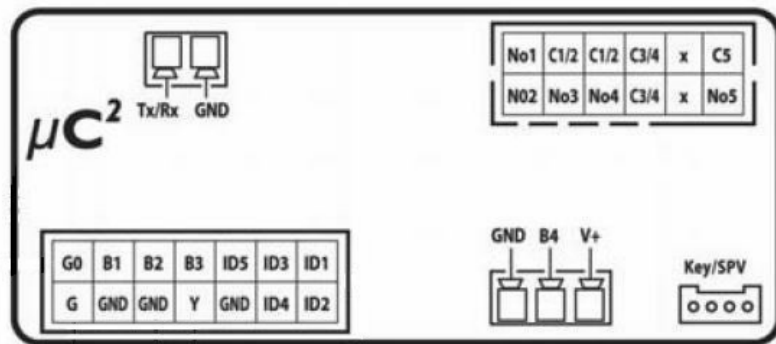 No1 C1/2 C1/2 C3/4 x C5
N02 No3 No4 C3/4 x No5
Tx/Rx GND
µC²
GND B4 V+
Key/SPV
G0 B1 B2 B3 ID5 ID3 ID1
G GND GND Y GND ID4 ID2